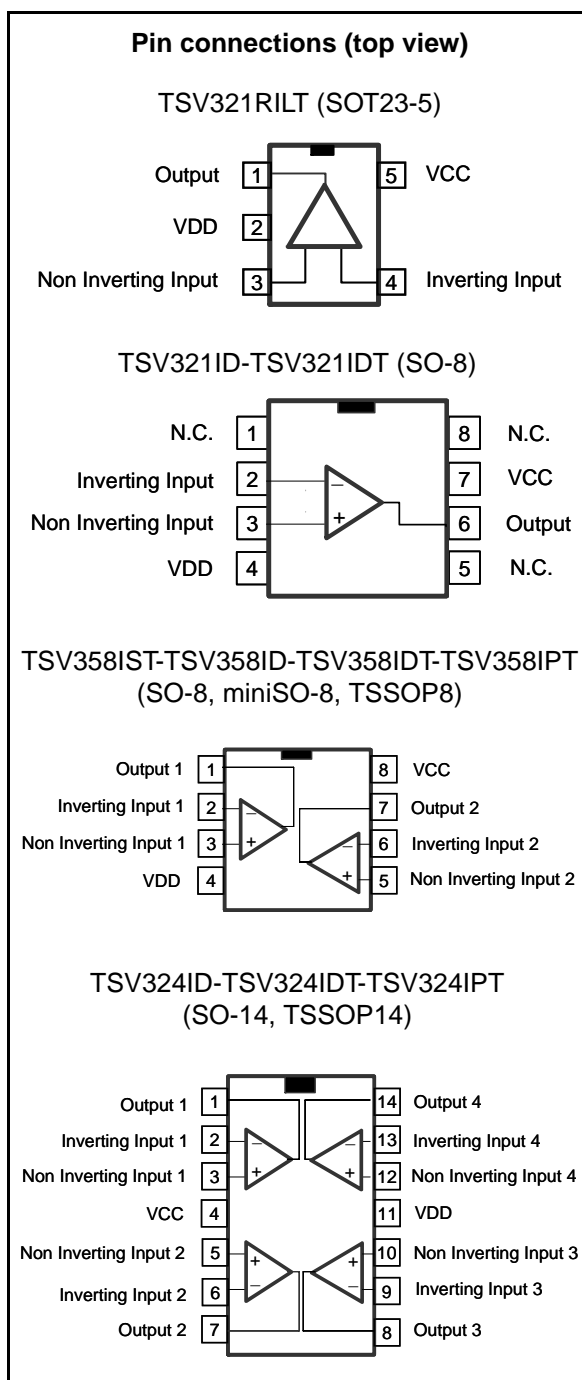 Pin connections (top view)
TSV321RILT (SOT23-5)
Output 1 5 VCC
VDD 2
Non Inverting Input 3 4 Inverting Input
TSV321ID-TSV321IDT (SO-8)
N.C. 1 8 N.C.
Inverting Input 2 − 7 VCC
Non Inverting Input 3 + 6 Output
VDD 4 5 N.C.
TSV358IST-TSV358ID-TSV358IDT-TSV358IPT
(SO-8, miniSO-8, TSSOP8)
Output 1 1 8 VCC
Inverting Input 1 2 − 7 Output 2
Non Inverting Input 1 3 + − 6 Inverting Input 2
VDD 4 + 5 Non Inverting Input 2
TSV324ID-TSV324IDT-TSV324IPT
(SO-14, TSSOP14)
Output 1 1 14 Output 4
Inverting Input 1 2 − − 13 Inverting Input 4
Non Inverting Input 1 3 + + 12 Non Inverting Input 4
VCC 4 11 VDD
Non Inverting Input 2 5 + + 10 Non Inverting Input 3
Inverting Input 2 6 − − 9 Inverting Input 3
Output 2 7 8 Output 3